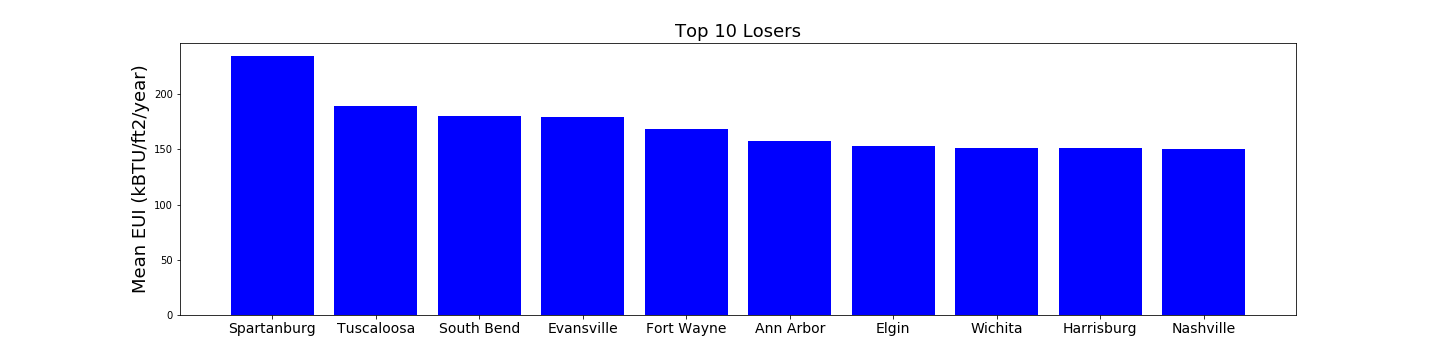 Top 10 Losers
Mean EUI (kBTU/ft2/year)
200
150
100
50
0
Spartanburg Tuscaloosa South Bend Evansville Fort Wayne Ann Arbor Elgin Wichita Harrisburg Nashville